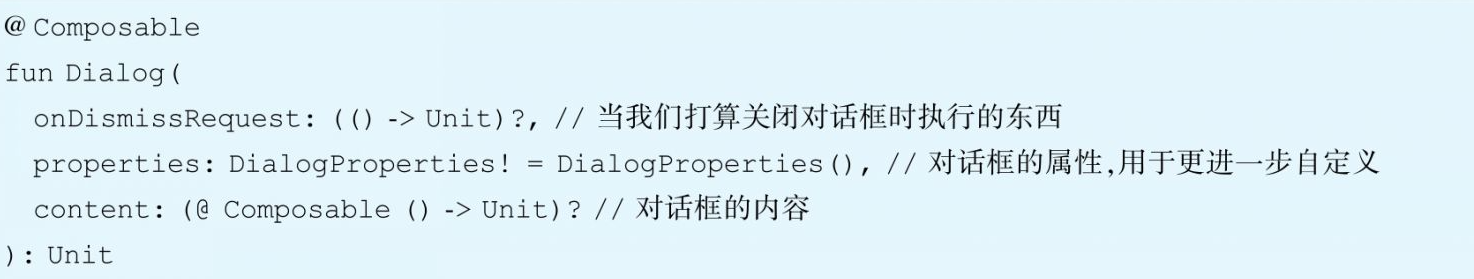 @Composable
fun Dialog(
  onDismissRequest: (() -> Unit)?, // 当我们打算关闭对话框时执行的东西
  properties: DialogProperties! = DialogProperties(), // 对话框的属性,用于更进一步自定义
  content: (@ Composable () -> Unit)? // 对话框的内容
): Unit